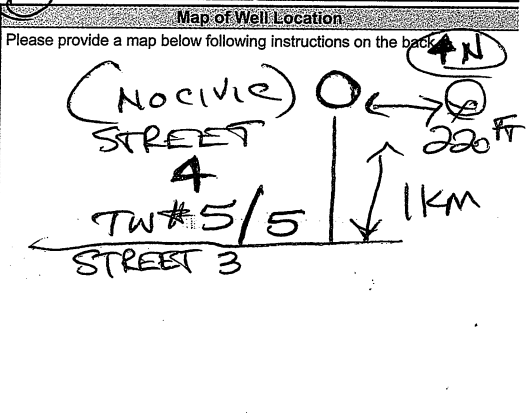 Map of Well Location
Please provide a map below following instructions on the back
N
(NO CIVIC)
STREET
4
TW#5/5
220 FT
1KM
STREET 3